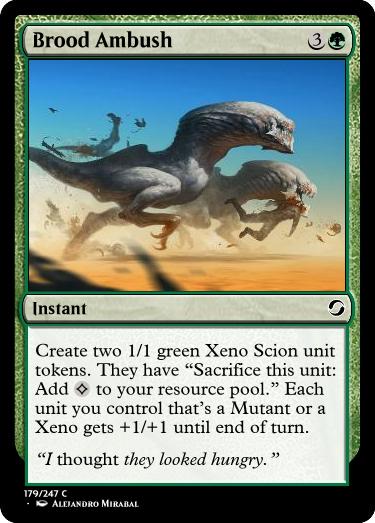 Brood Ambush 3
Instant
Create two 1/1 green Xeno Scion unit
tokens. They have “Sacrifice this unit:
Add to your resource pool.” Each
unit you control that’s a Mutant or a
Xeno gets +1/+1 until end of turn.
“I thought they looked hungry.”
179/247 C
· Alejandro Mirabal